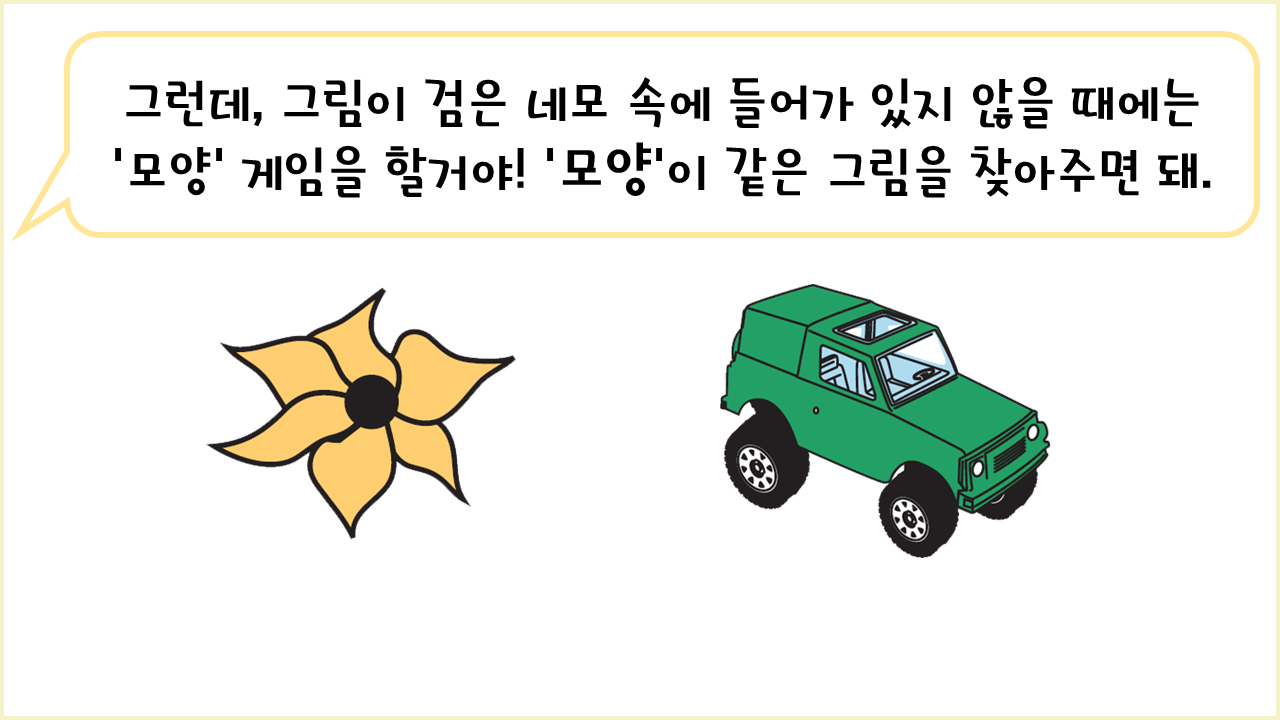 그런데, 그림이 검은 네모 속에 들어가 있지 않을 때에는
'모양' 게임을 할거야! '모양'이 같은 그림을 찾아주면 돼.